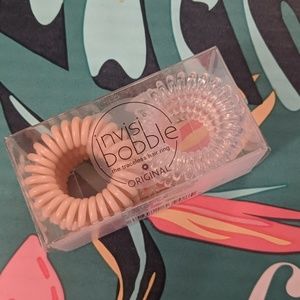 invisi
bobble
the traceless hair ring
ORIGINAL